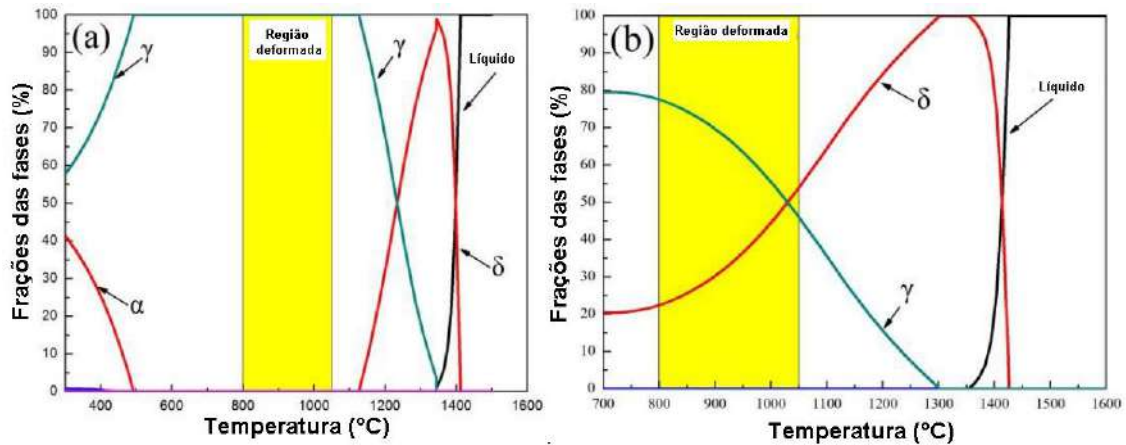 (a)
Região
deformada
γ
γ
Líquido
δ
α
Frações das fases (%)
100
90
80
70
60
50
40
30
20
10
0
400 600 800 1000 1200 1400 1600
Temperatura (°C)
(b)
Região deformada
δ
Líquido
γ
Frações das fases (%)
100
90
80
70
60
50
40
30
20
10
0
700 800 900 1000 1100 1200 1300 1400 1500 1600
Temperatura (°C)